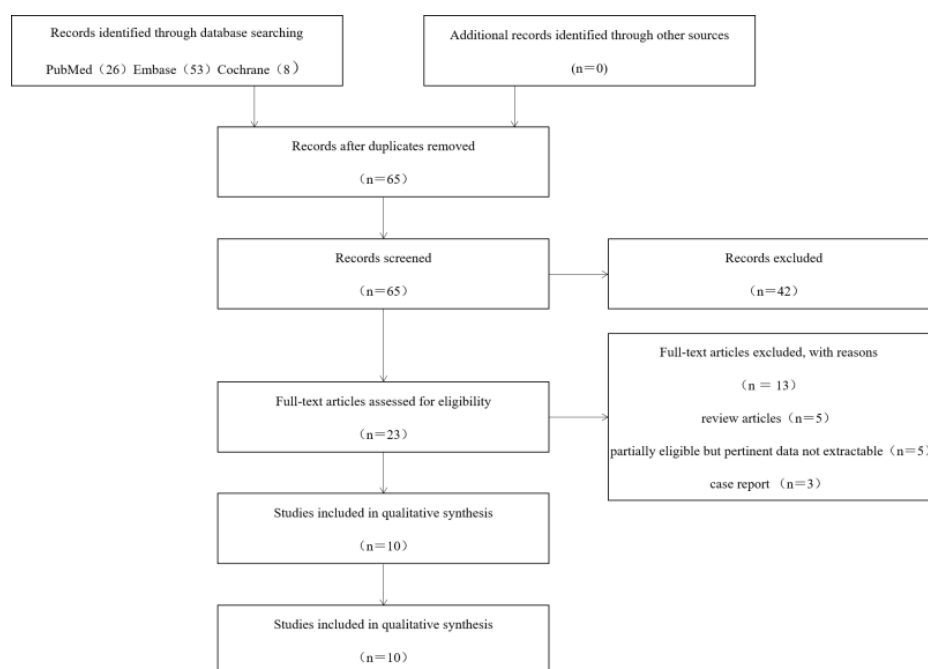 Records identified through database searching
PubMed（26）Embase（53）Cochrane（8）
Additional records identified through other sources
(n＝0)
Records after duplicates removed
（n＝65）
Records screened
（n＝65）
Records excluded
（n＝42）
Full-text articles assessed for eligibility
（n＝23）
Full-text articles excluded, with reasons
（n = 13）
review articles（n＝5）
partially eligible but pertinent data not extractable（n＝5）
case report （n＝3）
Studies included in qualitative synthesis
（n＝10）
Studies included in qualitative synthesis
（n＝10）